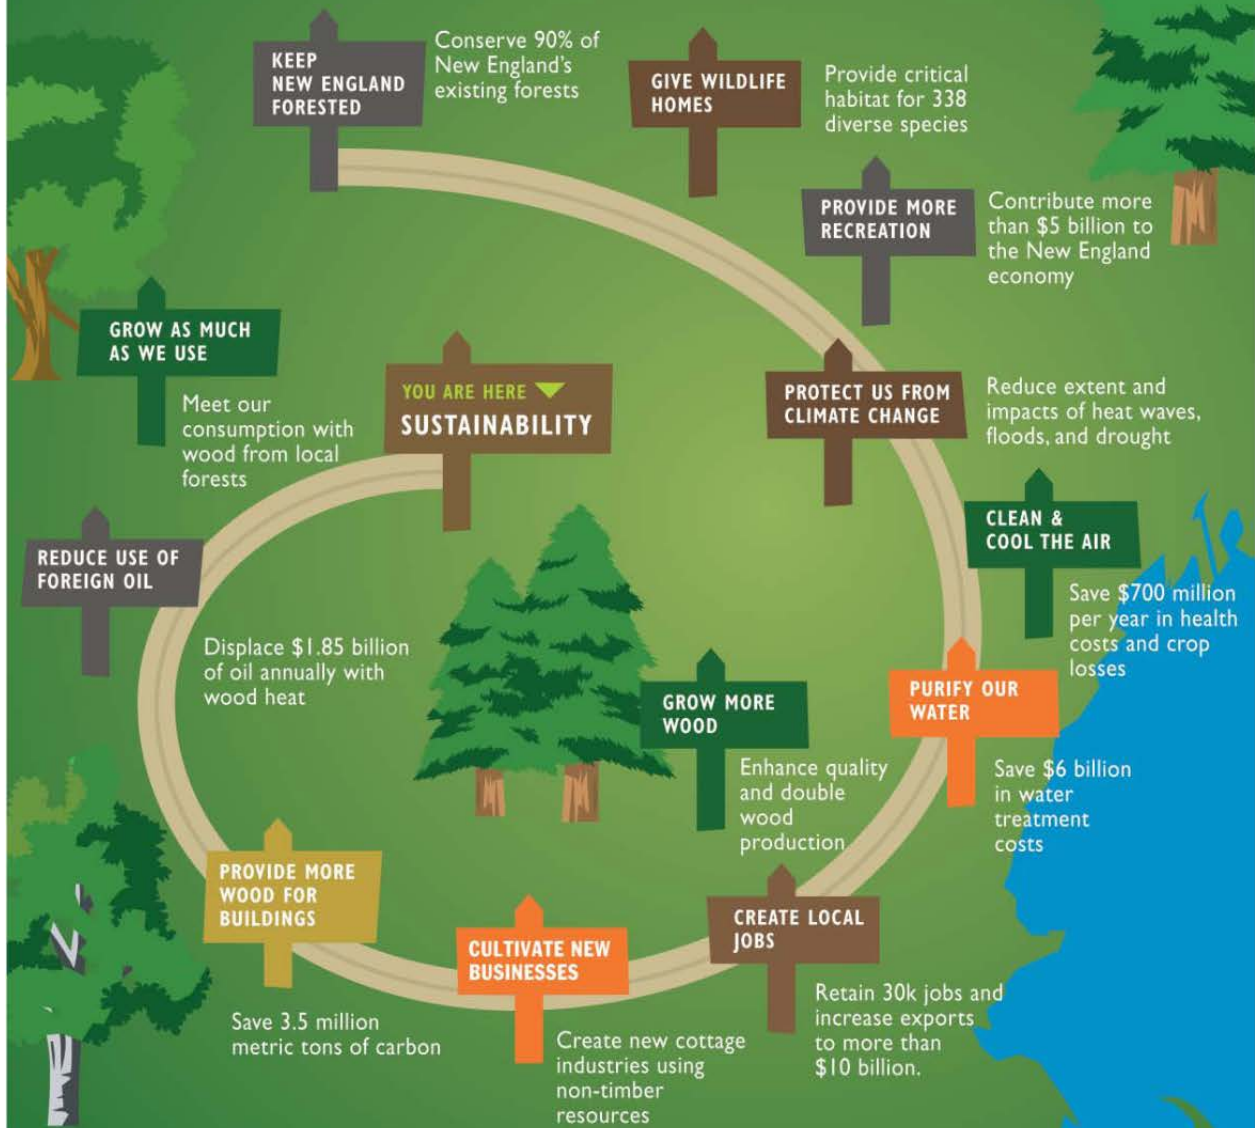 KEEP
NEW ENGLAND
FORESTED
Conserve 90% of
New England's
existing forests
GIVE WILDLIFE
HOMES
Provide critical
habitat for 338
diverse species
PROVIDE MORE
RECREATION
Contribute more
than $5 billion to
the New England
economy
PROTECT US FROM
CLIMATE CHANGE
Reduce extent and
impacts of heat waves,
floods, and drought
CLEAN &
COOL THE AIR
Save $700 million
per year in health
costs and crop
losses
PURIFY OUR
WATER
Save $6 billion
in water
treatment
costs
GROW MORE
WOOD
Enhance quality
and double
wood
production
CREATE LOCAL
JOBS
Retain 30k jobs and
increase exports
to more than
$10 billion.
CULTIVATE NEW
BUSINESSES
Create new cottage
industries using
non-timber
resources
PROVIDE MORE
WOOD FOR
BUILDINGS
Save 3.5 million
metric tons of carbon
REDUCE USE OF
FOREIGN OIL
Displace $1.85 billion
of oil annually with
wood heat
GROW AS MUCH
AS WE USE
Meet our
consumption with
wood from local
forests
YOU ARE HERE
SUSTAINABILITY